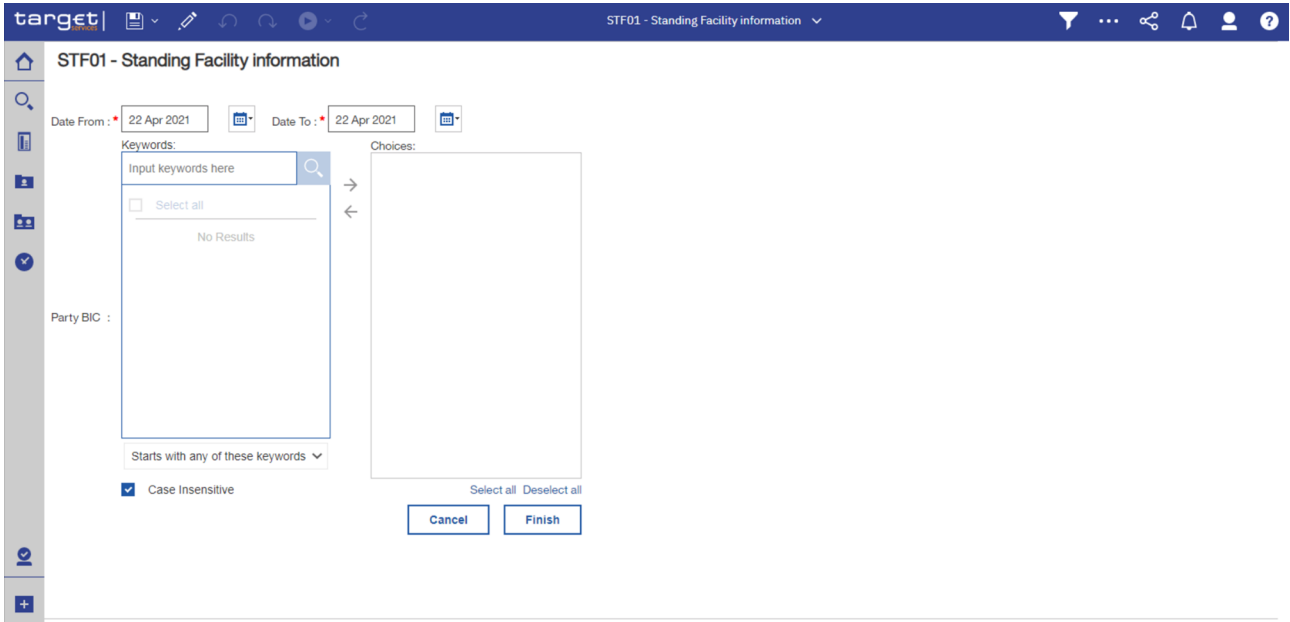 target| STF01 - Standing Facility information
services
STF01 - Standing Facility information
Date From : * 22 Apr 2021 Date To : * 22 Apr 2021
Keywords: Choices:
Input keywords here
Select all
No Results
Party BIC :
Starts with any of these keywords
Case Insensitive Select all Deselect all
Cancel Finish